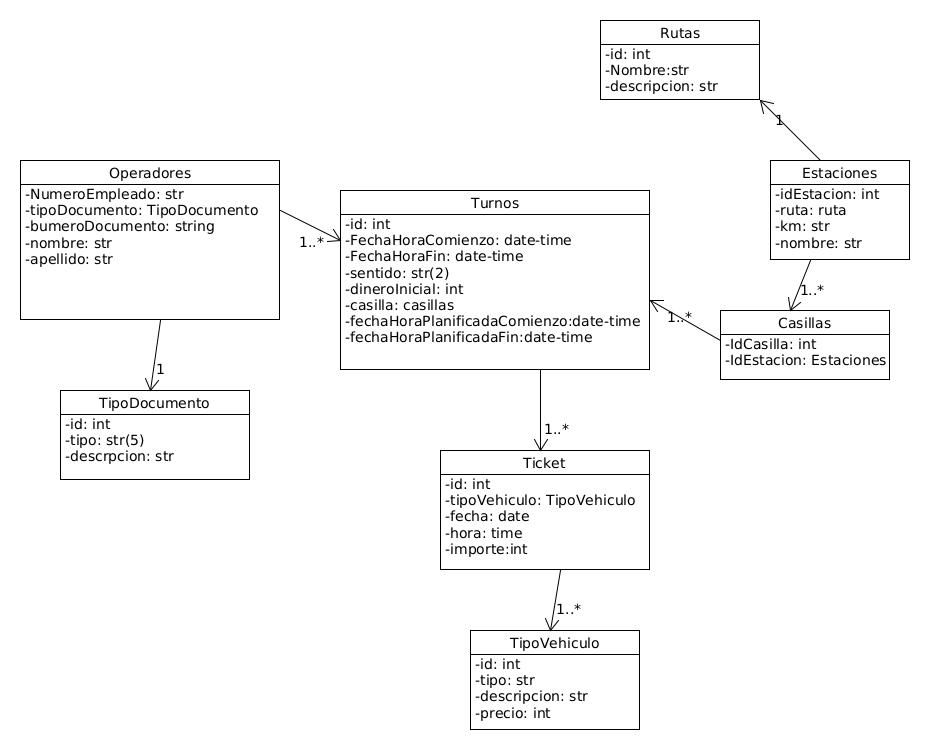 Rutas
-id: int
-Nombre:str
-descripcion: str
1
Operadores
-NumeroEmpleado: str
-tipoDocumento: TipoDocumento
-bumeroDocumento: string
-nombre: str
-apellido: str
1..*
Turnos
-id: int
-FechaHoraComienzo: date-time
-FechaHoraFin: date-time
-sentido: str(2)
-dineroInicial: int
-casilla: casillas
-fechaHoraPlanificadaComienzo:date-time
-fechaHoraPlanificadaFin:date-time
Estaciones
-idEstacion: int
-ruta: ruta
-km: str
-nombre: str
1..*
1..*
Casillas
-IdCasilla: int
-IdEstacion: Estaciones
1
TipoDocumento
-id: int
-tipo: str(5)
-descrpcion: str
1..*
Ticket
-id: int
-tipoVehiculo: TipoVehiculo
-fecha: date
-hora: time
-importe:int
1..*
TipoVehiculo
-id: int
-tipo: str
-descripcion: str
-precio: int